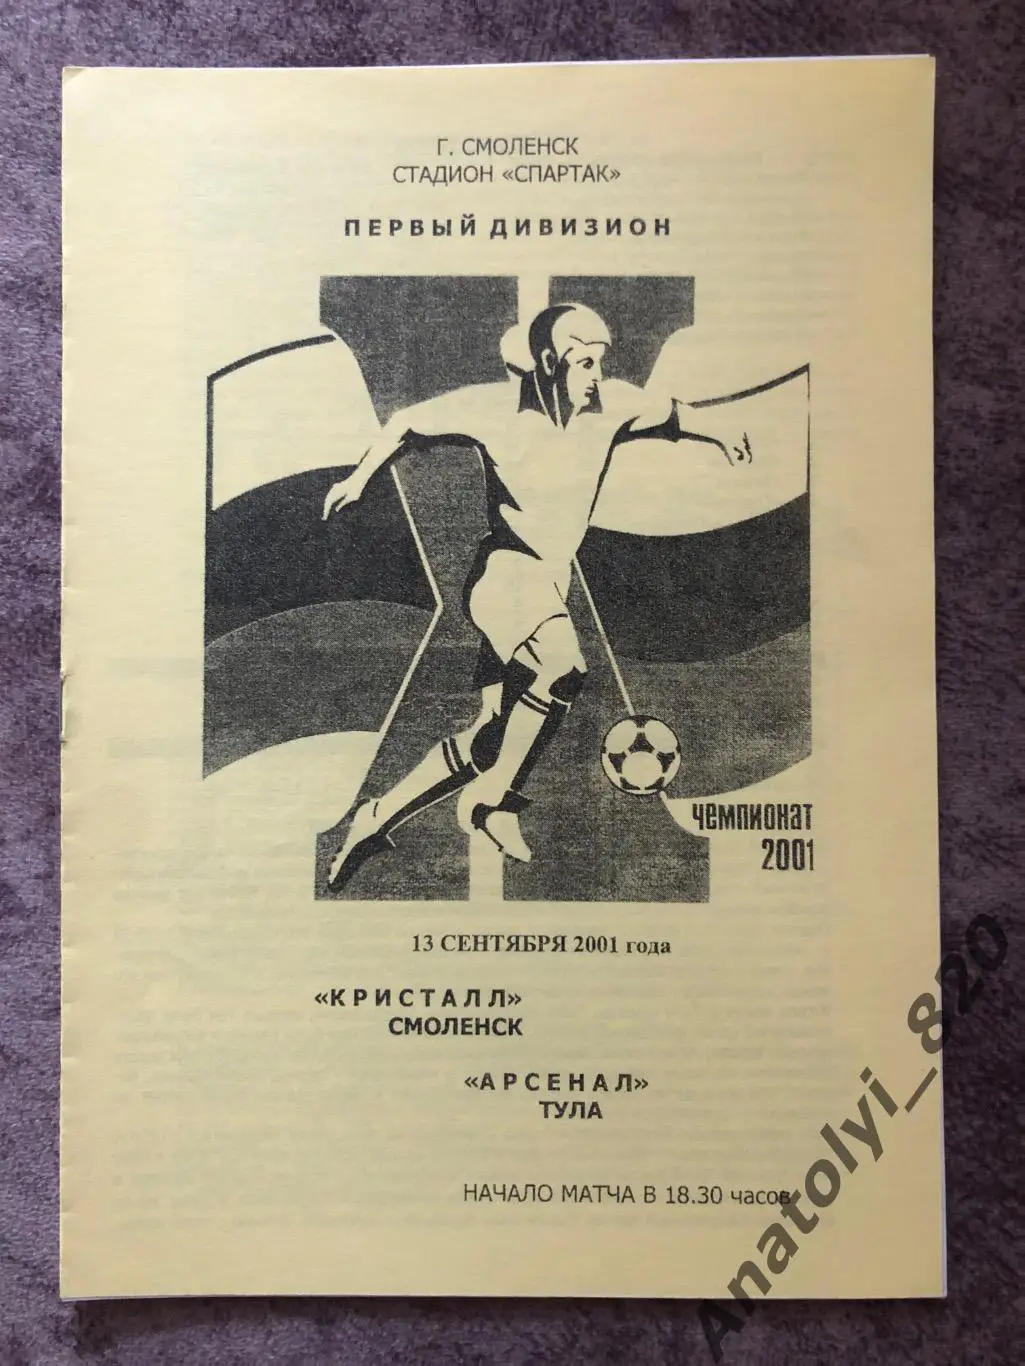 Г. СМОЛЕНСК
СТАДИОН «СПАРТАК»
ПЕРВЫЙ ДИВИЗИОН
Чемпионат
2001
13 СЕНТЯБРЯ 2001 года
«КРИСТАЛЛ»
СМОЛЕНСК
«АРСЕНАЛ»
ТУЛА
НАЧАЛО МАТЧА В 18.30 часов
Anatolyi_820